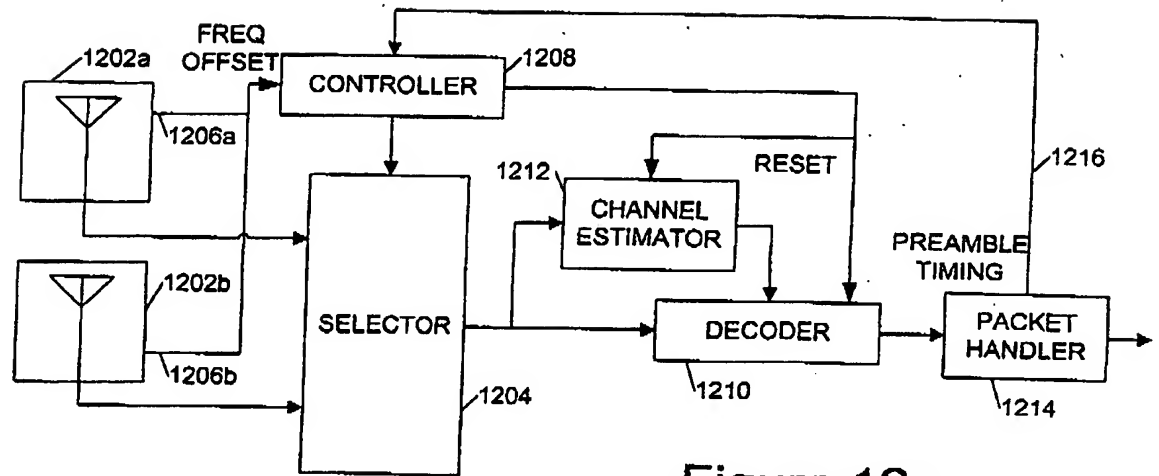 FREQ
OFFSET
1202a
CONTROLLER
1208
1206a
1212
RESET
1216
CHANNEL
ESTIMATOR
PREAMBLE
TIMING
1202b
SELECTOR
DECODER
PACKET
HANDLER
1206b
1204
1210
1214